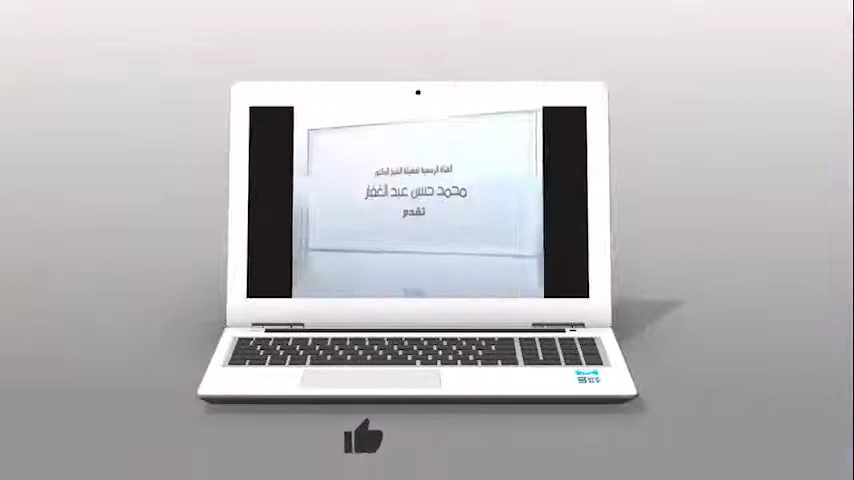 القناة الرسمية لفضيلة الشيخ الدكتور
محمد حسن عبد الغفار
تقدم